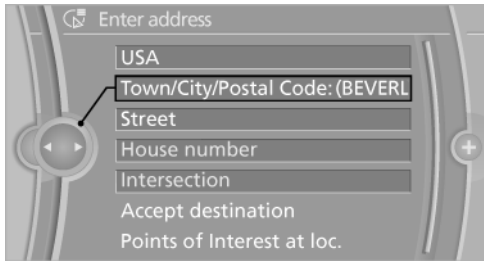 Enter address
USA
Town/City/Postal Code: (BEVERL
Street
House number
Intersection
Accept destination
Points of Interest at loc.